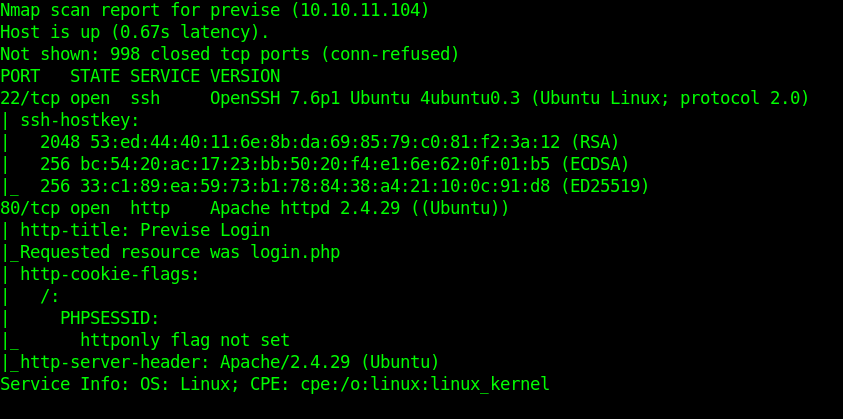 Nmap scan report for previse (10.10.11.104)
Host is up (0.67s latency).
Not shown: 998 closed tcp ports (conn-refused)
PORT   STATE SERVICE VERSION
22/tcp open  ssh     OpenSSH 7.6p1 Ubuntu 4ubuntu0.3 (Ubuntu Linux; protocol 2.0)
| ssh-hostkey:
|   2048 53:ed:44:40:11:6e:8b:da:69:85:79:c0:81:f2:3a:12 (RSA)
|   256 bc:54:20:ac:17:23:bb:50:20:f4:e1:6e:62:0f:01:b5 (ECDSA)
|_  256 33:c1:89:ea:59:73:b1:78:84:38:a4:21:10:0c:91:d8 (ED25519)
80/tcp open  http    Apache httpd 2.4.29 ((Ubuntu))
| http-title: Previse Login
|_Requested resource was login.php
| http-cookie-flags:
|   /:
|     PHPSESSID:
|_      httponly flag not set
|_http-server-header: Apache/2.4.29 (Ubuntu)
Service Info: OS: Linux; CPE: cpe:/o:linux:linux_kernel